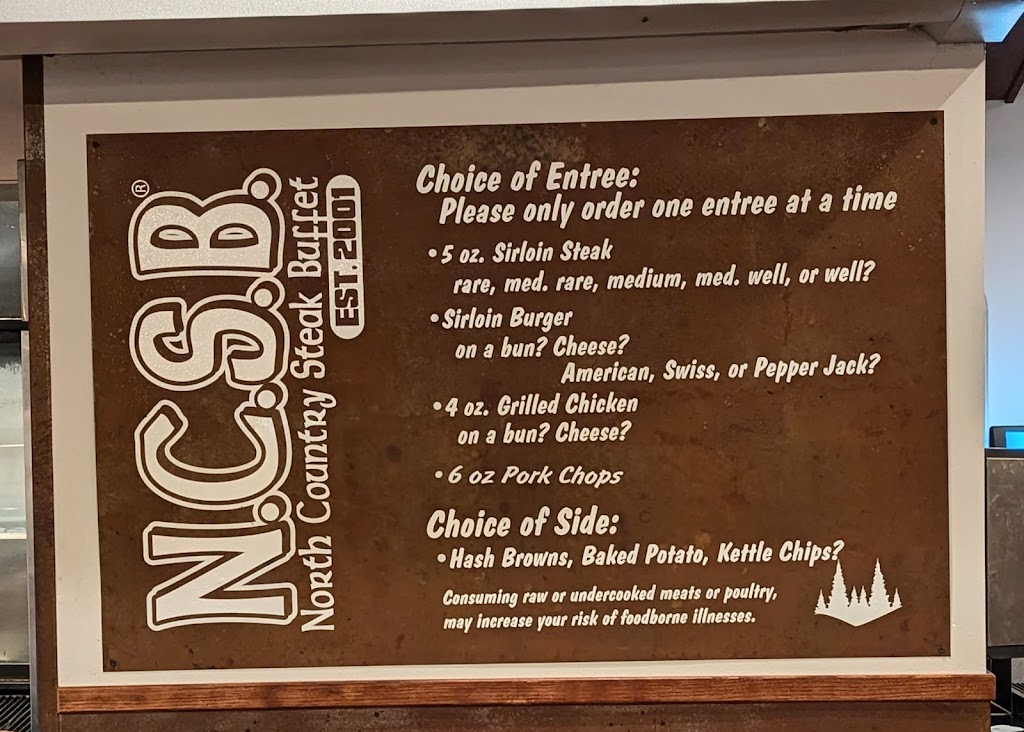 N.C.S.B.®
North Country Steak Buffet
EST. 2001
Choice of Entree:
Please only order one entree at a time
• 5 oz. Sirloin Steak
rare, med. rare, medium, med. well, or well?
• Sirloin Burger
on a bun? Cheese?
American, Swiss, or Pepper Jack?
• 4 oz. Grilled Chicken
on a bun? Cheese?
• 6 oz Pork Chops
Choice of Side:
• Hash Browns, Baked Potato, Kettle Chips?
Consuming raw or undercooked meats or poultry,
may increase your risk of foodborne illnesses.